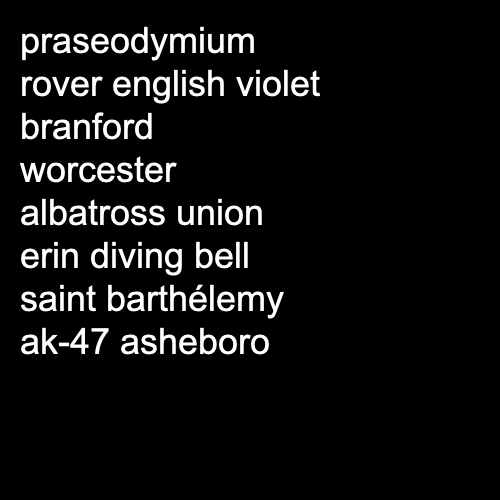 praseodymium
rover english violet
branford
worcester
albatross union
erin diving bell
saint barthélemy
ak-47 asheboro